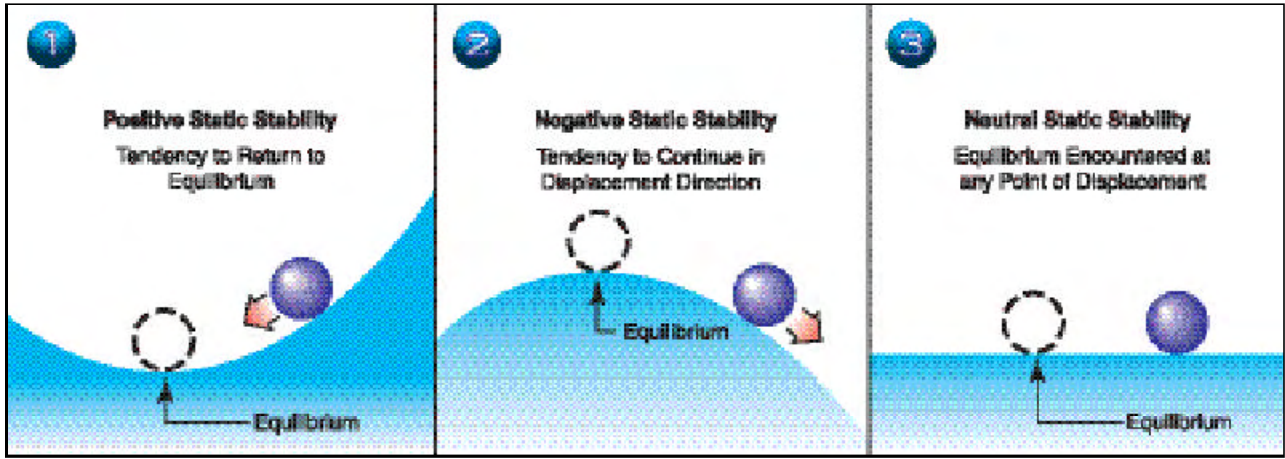 1
Positive Static Stability
Tendency to Return to
Equilibrium
Equilibrium
2
Negative Static Stability
Tendency to Continue in
Displacement Direction
Equilibrium
3
Neutral Static Stability
Equilibrium Encountered at
any Point of Displacement
Equilibrium